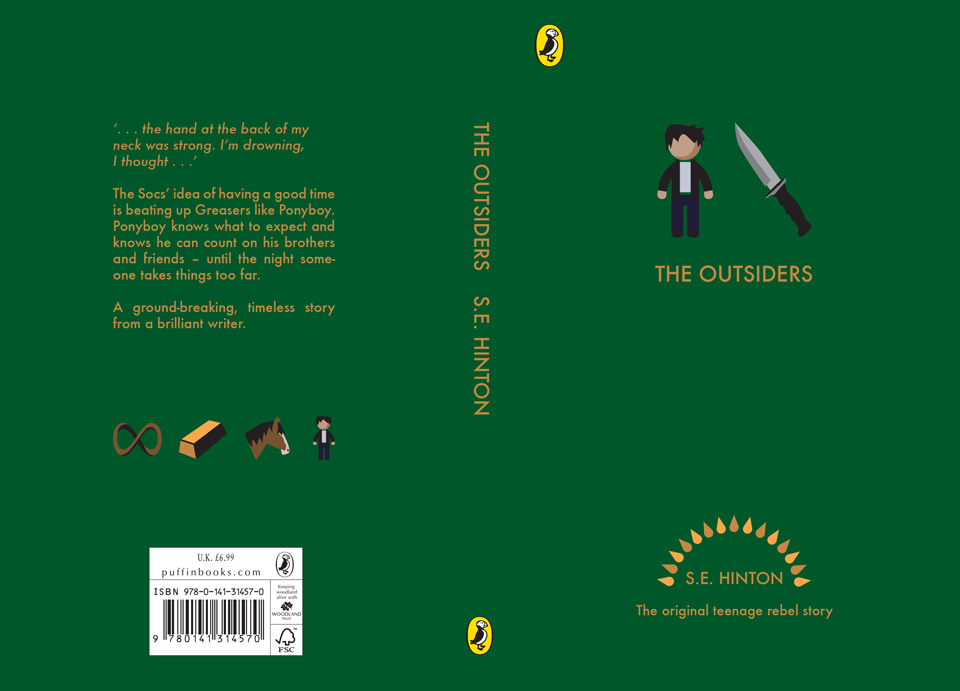 ‘. . . the hand at the back of my
neck was strong. I’m drowning,
I thought . . .’
The Socs’ idea of having a good time
is beating up Greasers like Ponyboy.
Ponyboy knows what to expect and
knows he can count on his brothers
and friends – until the night some-
one takes things too far.
A ground-breaking, timeless story
from a brilliant writer.
U.K. £6.99
puffinbooks.com
ISBN 978-0-141-31457-0
9 780141 314570
Keeping
woodland
alive with
WOODLAND
TRUST
FSC
THE OUTSIDERS S.E. HINTON
THE OUTSIDERS
S.E. HINTON
The original teenage rebel story